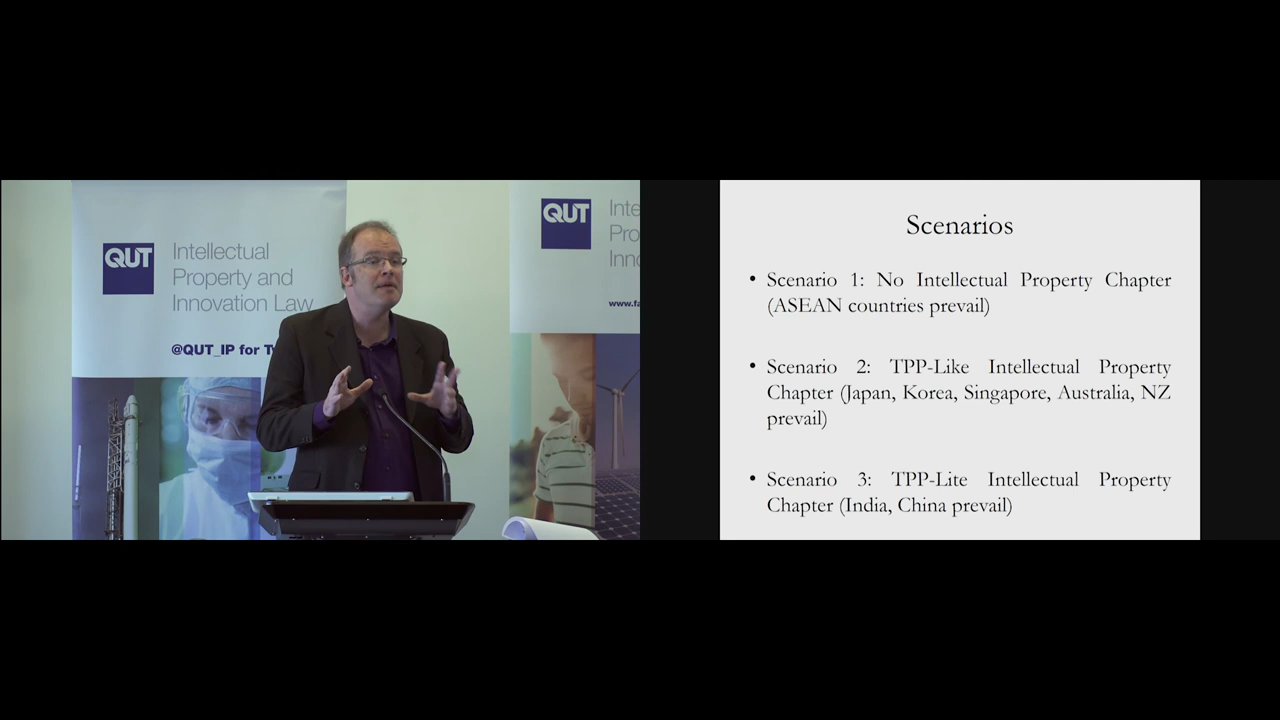 QUT
Intellectual
Property and
Innovation Law
@QUT_IP for
QUT
Scenarios
• Scenario 1: No Intellectual Property Chapter
(ASEAN countries prevail)
• Scenario 2: TPP-Like Intellectual Property
Chapter (Japan, Korea, Singapore, Australia, NZ
prevail)
• Scenario 3: TPP-Lite Intellectual Property
Chapter (India, China prevail)